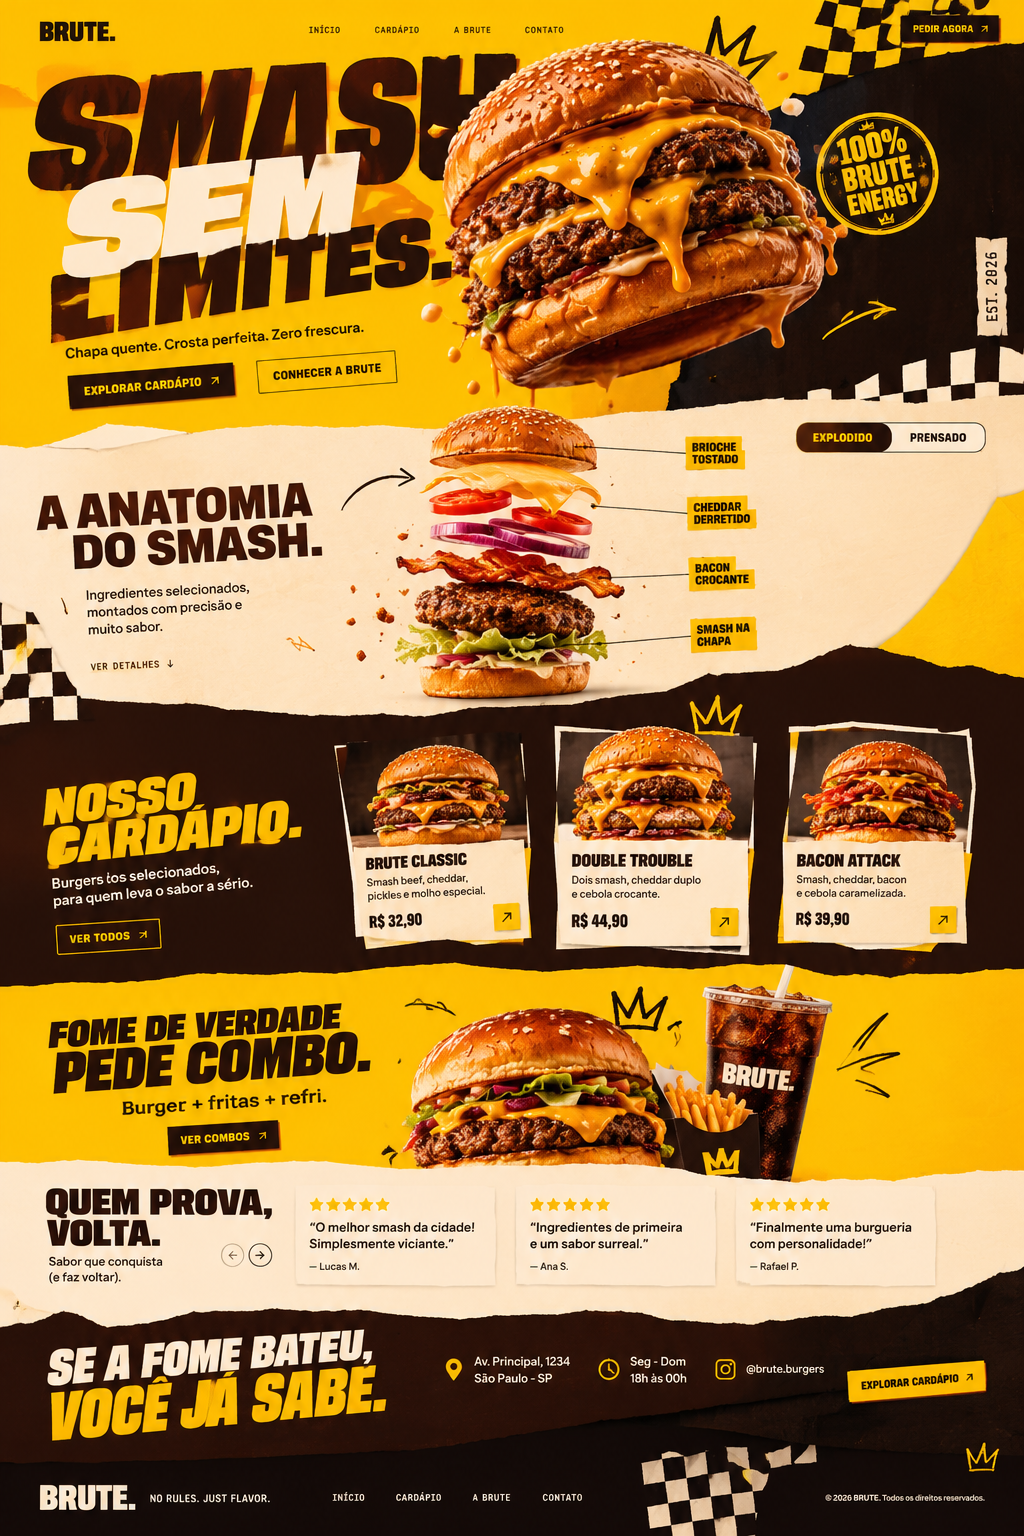 BRUTE.
INÍCIO CARDÁPIO A BRUTE CONTATO
PEDIR AGORA
SMASH
SEM
LIMITES.
Chapa quente. Crosta perfeita. Zero frescura.
EXPLORAR CARDÁPIO
CONHECER A BRUTE
100%
BRUTE
ENERGY
EST. 2026
A ANATOMIA
DO SMASH.
Ingredientes selecionados,
montados com precisão e
muito sabor.
VER DETALHES
EXPLODIDO PRENSADO
BRIOCHE
TOSTADO
CHEDDAR
DERRETIDO
BACON
CROCANTE
SMASH NA
CHAPA
NOSSO
CARDÁPIO.
Burgers tos selecionados,
para quem leva o sabor a sério.
VER TODOS
BRUTE CLASSIC
Smash beef, cheddar,
pickles e molho especial.
R$ 32,90
DOUBLE TROUBLE
Dois smash, cheddar duplo
e cebola crocante.
R$ 44,90
BACON ATTACK
Smash, cheddar, bacon
e cebola caramelizada.
R$ 39,90
FOME DE VERDADE
PEDE COMBO.
Burger + fritas + refri.
VER COMBOS
BRUTE.
QUEM PROVA,
VOLTA.
Sabor que conquista
(e faz voltar).
“O melhor smash da cidade!
Simplesmente viciante.”
— Lucas M.
“Ingredientes de primeira
e um sabor surreal.”
— Ana S.
“Finalmente uma burgueria
com personalidade!”
— Rafael P.
SE A FOME BATEU,
VOCÊ JÁ SABE.
Av. Principal, 1234
São Paulo - SP
Seg - Dom
18h às 00h
@brute.burgers
EXPLORAR CARDÁPIO
BRUTE.
NO RULES. JUST FLAVOR.
INÍCIO CARDÁPIO A BRUTE CONTATO
© 2026 BRUTE. Todos os direitos reservados.